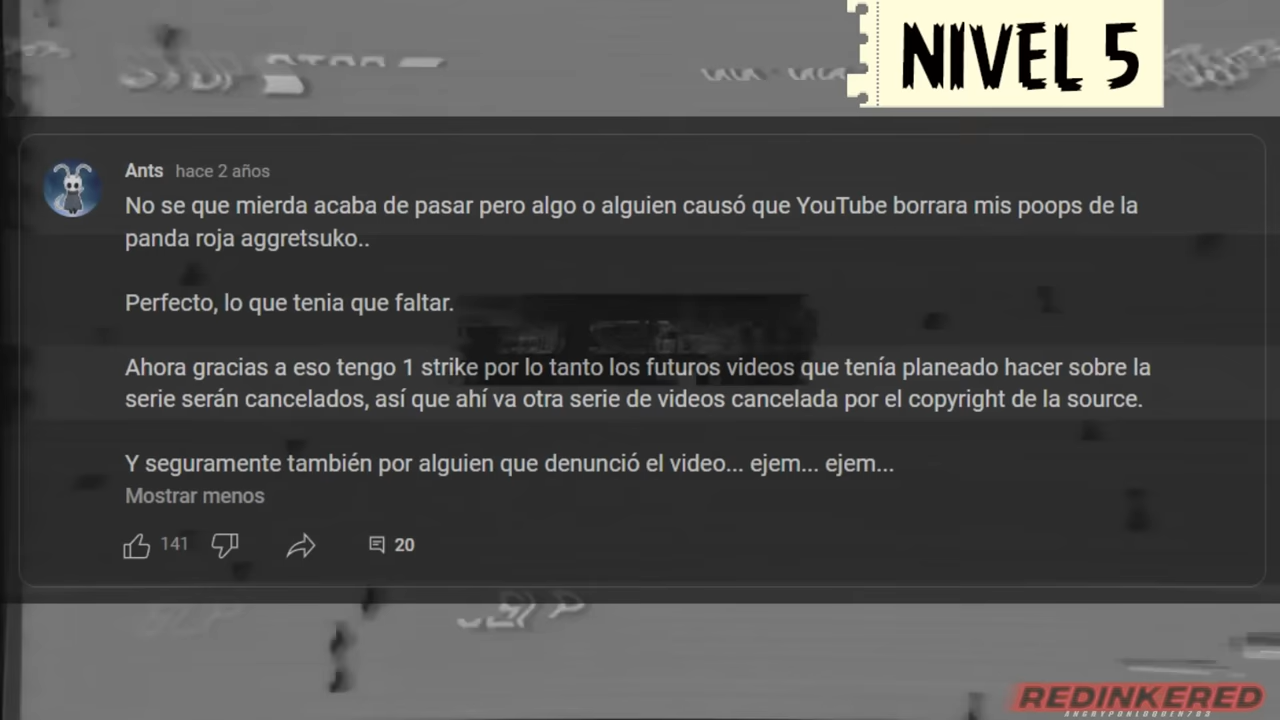 NIVEL 5
Ants hace 2 años
No se que mierda acaba de pasar pero algo o alguien causó que YouTube borrara mis poops de la
panda roja aggretsuko..
Perfecto, lo que tenia que faltar.
Ahora gracias a eso tengo 1 strike por lo tanto los futuros videos que tenía planeado hacer sobre la
serie serán cancelados, así que ahí va otra serie de videos cancelada por el copyright de la source.
Y seguramente también por alguien que denunció el video... ejem... ejem...
Mostrar menos
141 20
REDINKERED